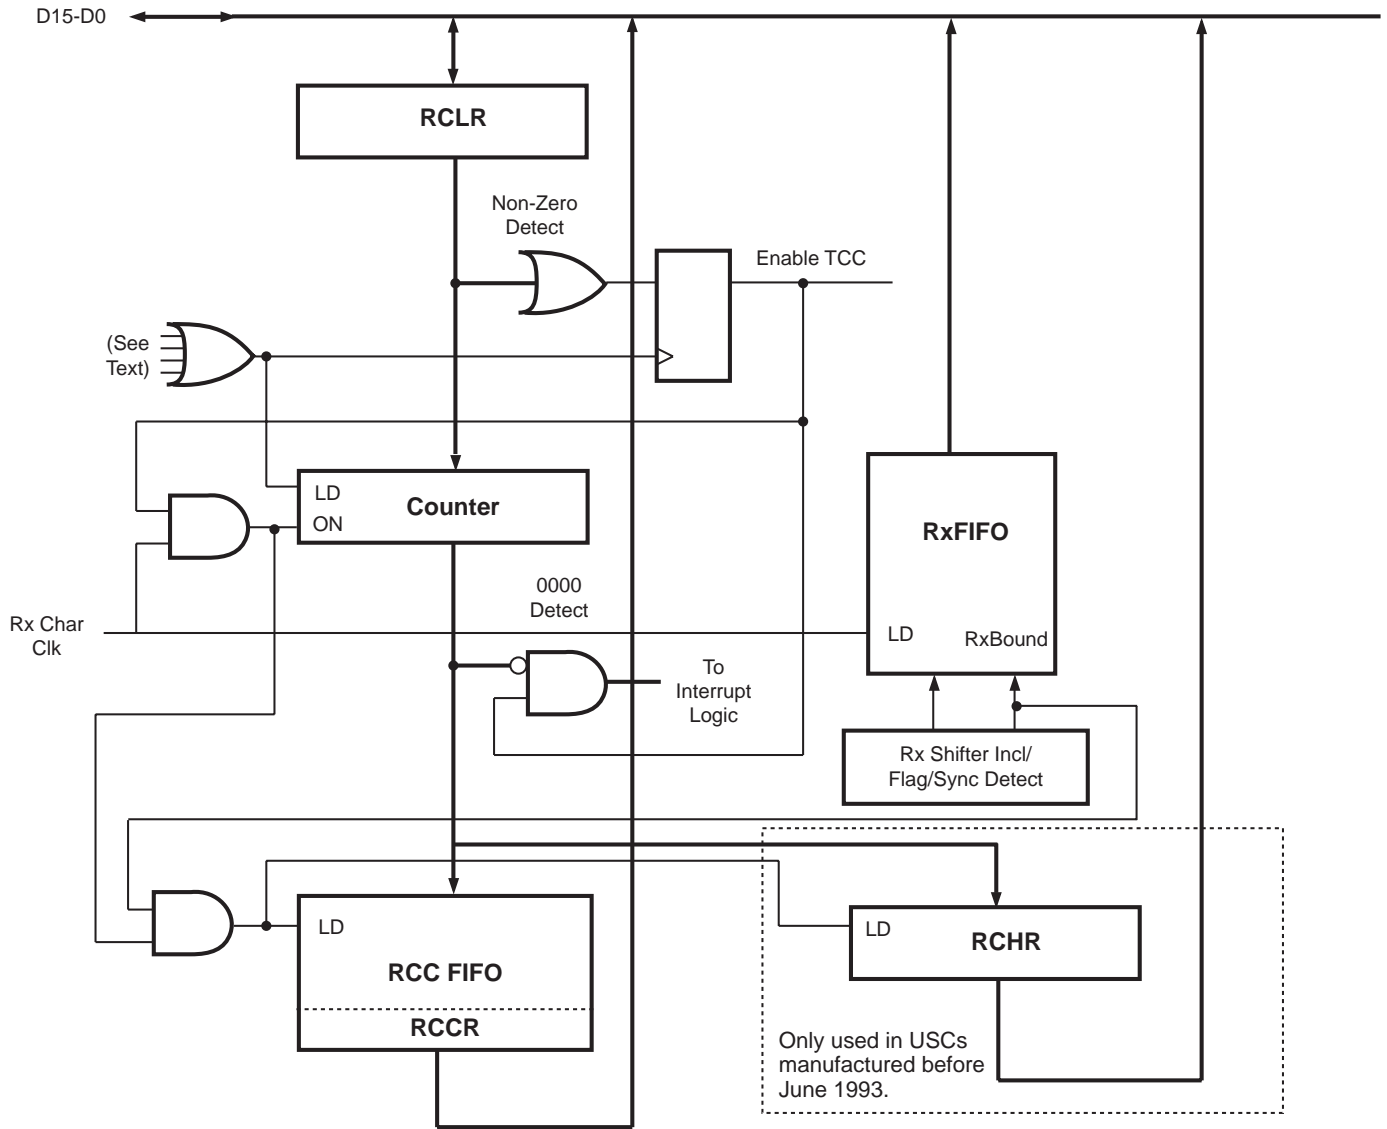 D15-D0
RCLR
Non-Zero
Detect
Enable TCC
(See
Text)
LD
Counter
ON
RxFIFO
0000
Detect
Rx Char
Clk
LD
RxBound
To
Interrupt
Logic
Rx Shifter Incl/
Flag/Sync Detect
LD
RCC FIFO
RCCR
LD
RCHR
Only used in USCs
manufactured before
June 1993.